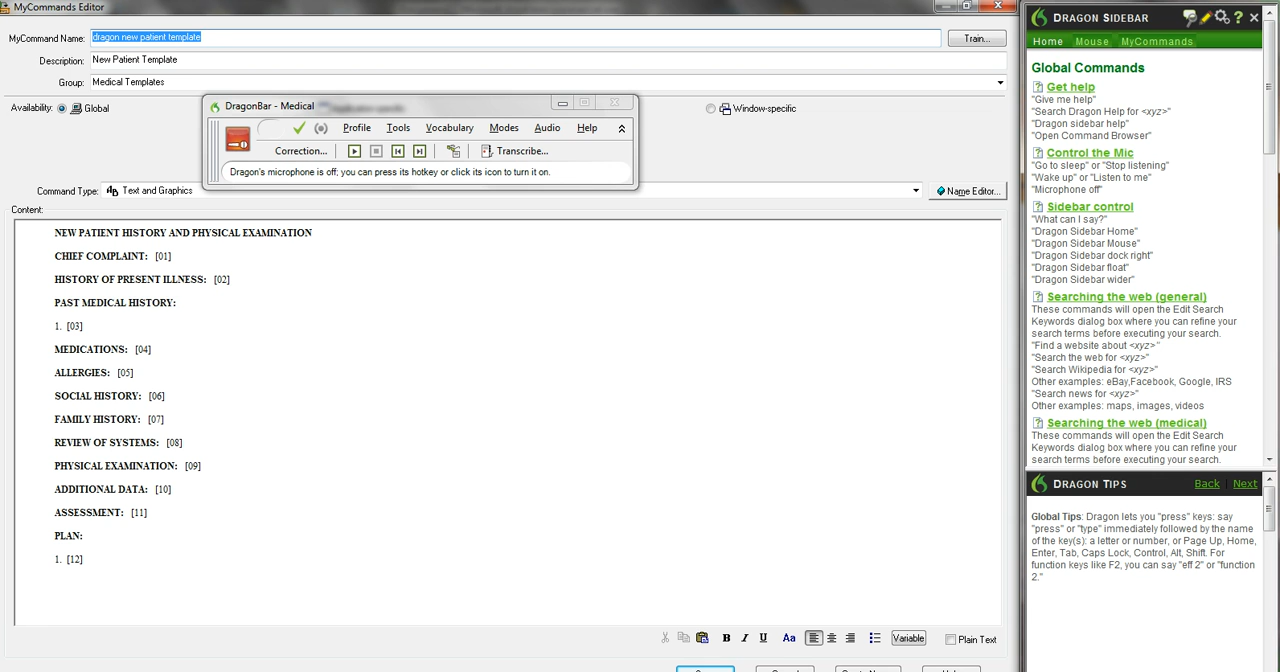 MyCommands Editor
MyCommand Name: dragon new patient template
Train...
Description: New Patient Template
Group: Medical Templates
Availability: Global
Window-specific
DragonBar - Medical
Profile Tools Vocabulary Modes Audio Help
Correction... Transcribe...
Dragon's microphone is off; you can press its hotkey or click its icon to turn it on.
Command Type: Text and Graphics
Name Editor...
Content:
NEW PATIENT HISTORY AND PHYSICAL EXAMINATION
CHIEF COMPLAINT: [01]
HISTORY OF PRESENT ILLNESS: [02]
PAST MEDICAL HISTORY:
1. [03]
MEDICATIONS: [04]
ALLERGIES: [05]
SOCIAL HISTORY: [06]
FAMILY HISTORY: [07]
REVIEW OF SYSTEMS: [08]
PHYSICAL EXAMINATION: [09]
ADDITIONAL DATA: [10]
ASSESSMENT: [11]
PLAN:
1. [12]
B I U Aa Variable Plain Text
DRAGON SIDEBAR
Home Mouse MyCommands
Global Commands
Get help
"Give me help"
"Search Dragon Help for <xyz>"
"Dragon sidebar help"
"Open Command Browser"
Control the Mic
"Go to sleep" or "Stop listening"
"Wake up" or "Listen to me"
"Microphone off"
Sidebar control
"What can I say?"
"Dragon Sidebar Home"
"Dragon Sidebar Mouse"
"Dragon Sidebar dock right"
"Dragon Sidebar float"
"Dragon Sidebar wider"
Searching the web (general)
These commands will open the Edit Search
Keywords dialog box where you can refine your
search terms before executing your search.
"Find a website about <xyz>"
"Search the web for <xyz>"
"Search Wikipedia for <xyz>"
Other examples: eBay,Facebook, Google, IRS
"Search news for <xyz>"
Other examples: maps, images, videos
Searching the web (medical)
These commands will open the Edit Search
Keywords dialog box where you can refine your
search terms before executing your search.
DRAGON TIPS
Back Next
Global Tips: Dragon lets you "press" keys: say
"press" or "type" immediately followed by the name
of the key(s): a letter or number, or Page Up, Home,
Enter, Tab, Caps Lock, Control, Alt, Shift. For
function keys like F2, you can say "eff 2" or "function
2."